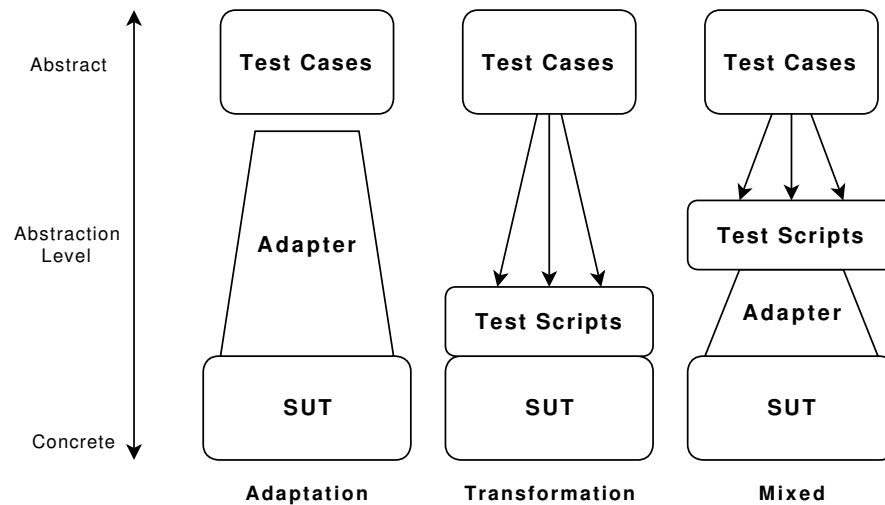 Abstract
Test Cases
Test Cases
Test Cases
Abstraction
Level
Adapter
Test Scripts
Test Scripts
Adapter
SUT
SUT
SUT
Concrete
Adaptation
Transformation
Mixed